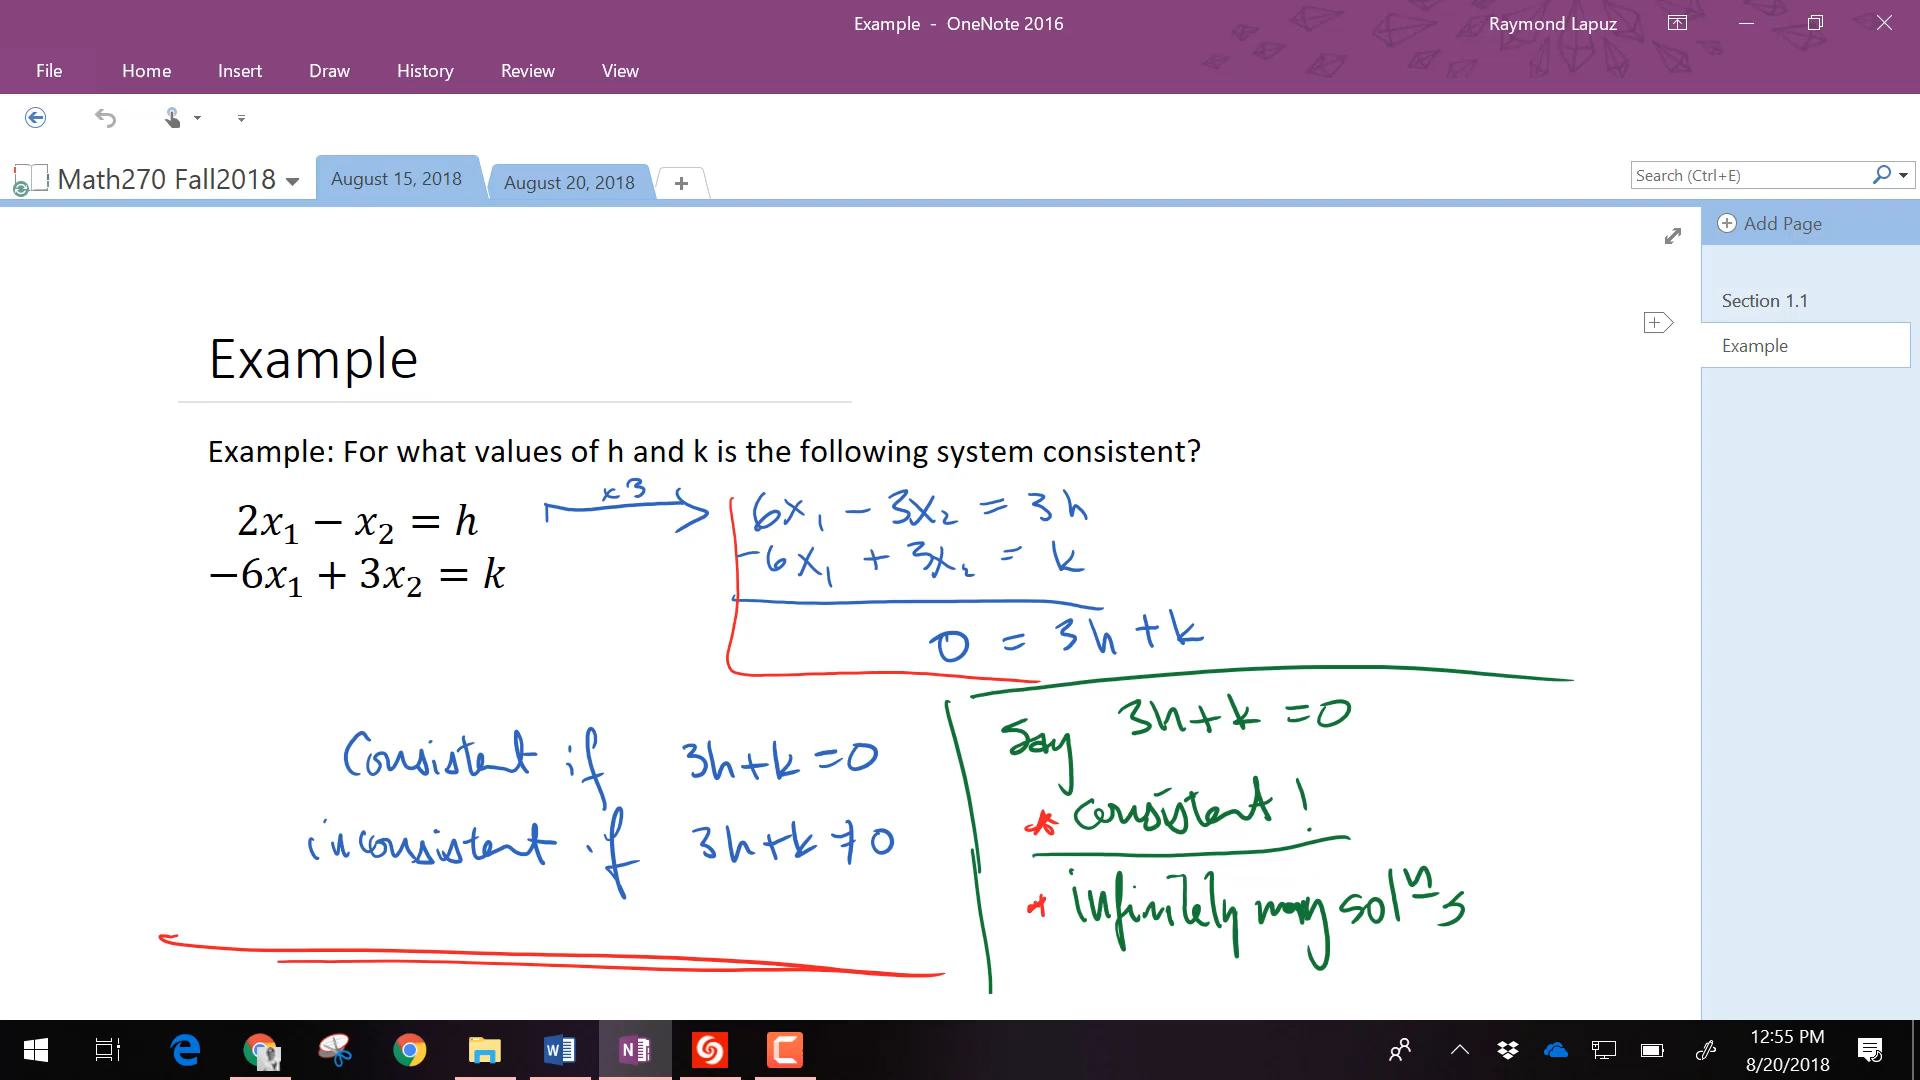 Example - OneNote 2016
Raymond Lapuz
File Home Insert Draw History Review View
Math270 Fall2018
August 15, 2018
August 20, 2018
Search (Ctrl+E)
Add Page
Section 1.1
Example
Example
Example: For what values of h and k is the following system consistent?
2x₁ − x₂ = h
−6x₁ + 3x₂ = k
x3
6x₁ − 3x₂ = 3h
−6x₁ + 3x₂ = k
0 = 3h + k
Consistent if 3h+k=0
inconsistent if 3h+k≠0
Say 3h+k=0
* consistent!
* infinitely many solⁿs
12:55 PM
8/20/2018